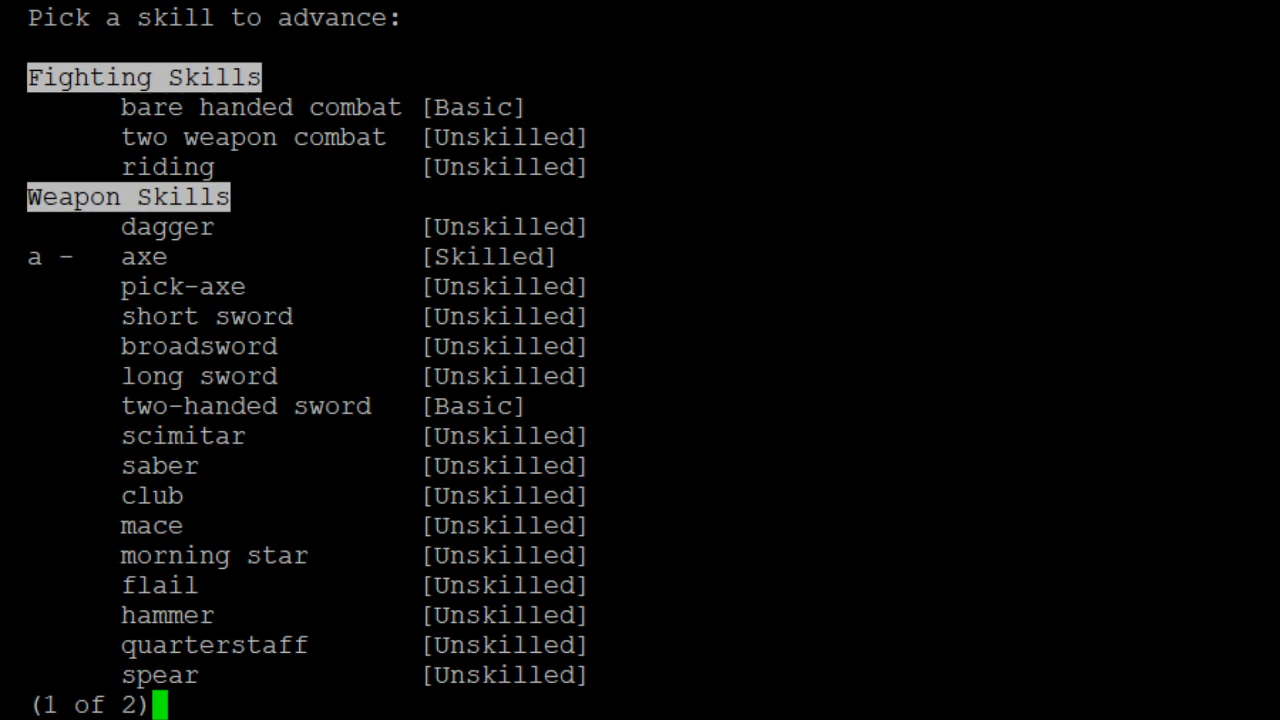 Pick a skill to advance:
Fighting Skills
bare handed combat [Basic]
two weapon combat [Unskilled]
riding [Unskilled]
Weapon Skills
dagger [Unskilled]
a - axe [Skilled]
pick-axe [Unskilled]
short sword [Unskilled]
broadsword [Unskilled]
long sword [Unskilled]
two-handed sword [Basic]
scimitar [Unskilled]
saber [Unskilled]
club [Unskilled]
mace [Unskilled]
morning star [Unskilled]
flail [Unskilled]
hammer [Unskilled]
quarterstaff [Unskilled]
spear [Unskilled]
(1 of 2)